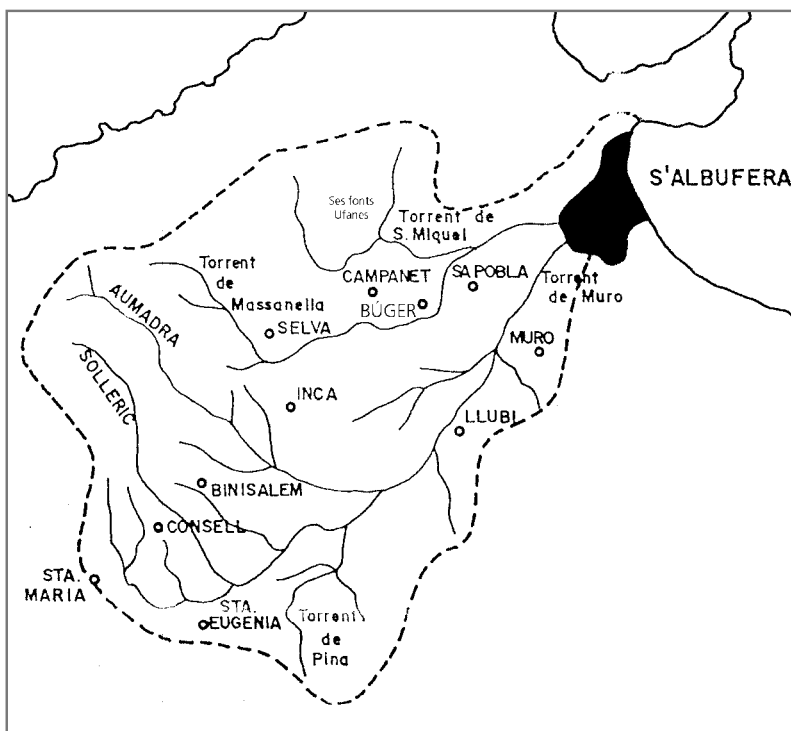 S'ALBUFERA
Ses fonts
Ufanes
Torrent de
S. Miquel
Torrent
de
Massanella
CAMPANET
SA POBLA
Torrent
de Muro
BÚGER
AUMADRA
SELVA
MURO
SOLLERIC
INCA
LLUBI
BINISALEM
CONSELL
STA.
MARIA
STA.
EUGENIA
Torrent
de
Pina